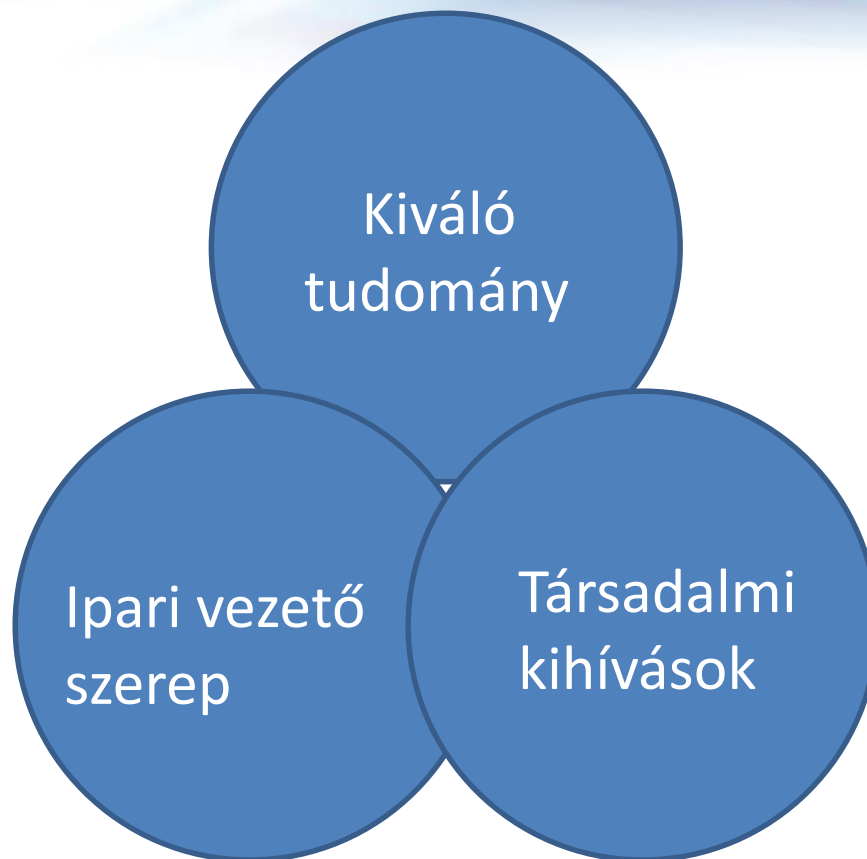 Kiváló
tudomány
Ipari vezető
szerep
Társadalmi
kihívások